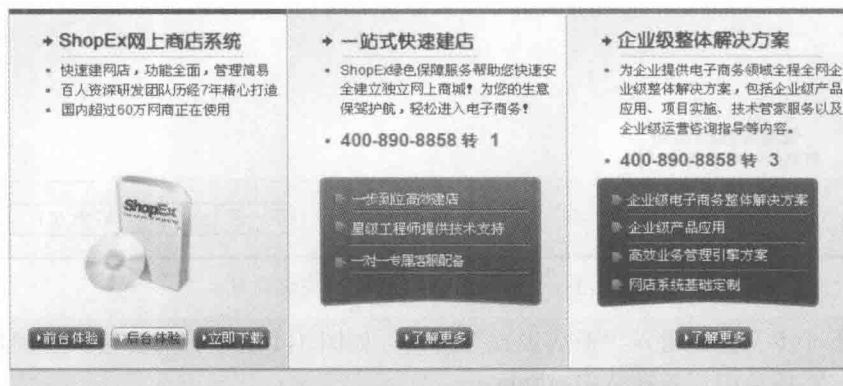 ShopEx网上商店系统
快速建网店，功能全面，管理简易
百人资深研发团队历经7年精心打造
国内超过60万网商正在使用
ShopEx
前台体验
后台体验
立即下载
一站式快速建店
ShopEx绿色保障服务帮助您快速安
全建立独立网上商城！为您的生意
保驾护航，轻松进入电子商务！
400-890-8858 转 1
一步到位高效建店
星级工程师提供技术支持
一对一专属客服配备
了解更多
企业级整体解决方案
为企业提供电子商务领域全程全网企
业级整体解决方案，包括企业级产品
应用、项目实施、技术管家服务以及
企业级运营咨询指导等内容。
400-890-8858 转 3
企业级电子商务整体解决方案
企业级产品应用
高效业务管理引擎方案
网店系统基础定制
了解更多